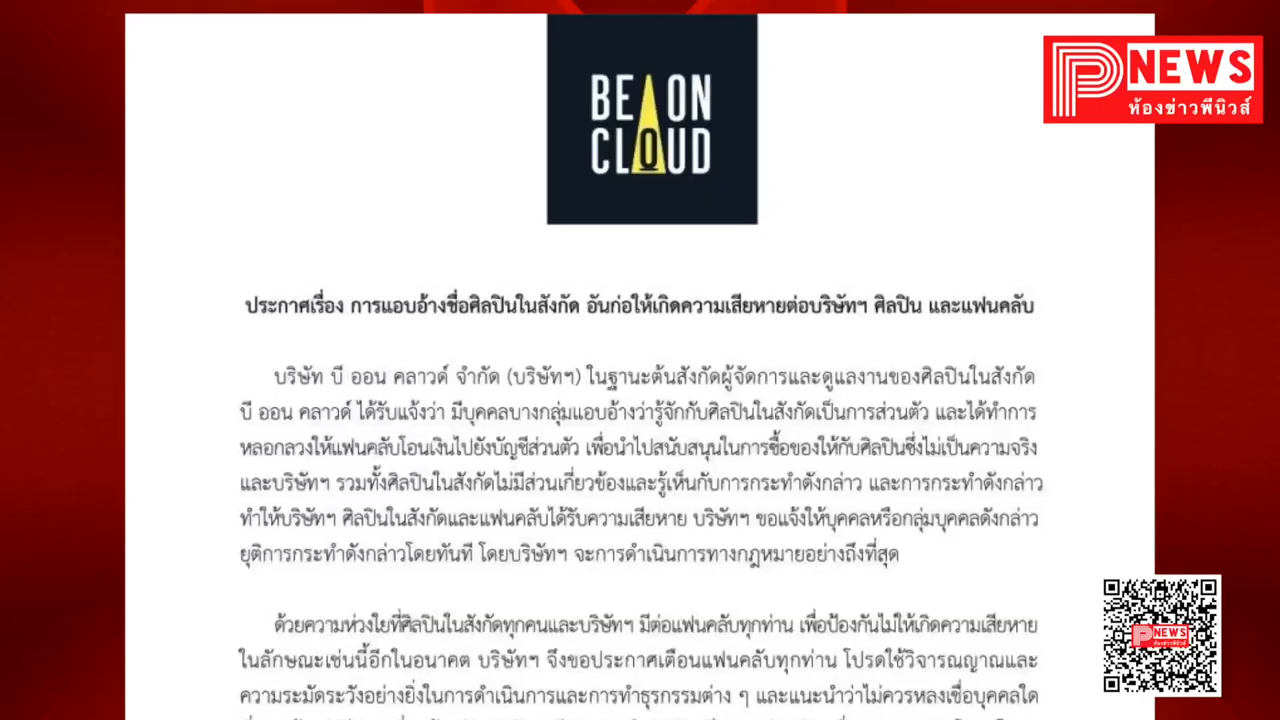 BE ON
CLOUD
P NEWS
ห้องข่าวพีนิวส์
ประกาศเรื่อง การแอบอ้างชื่อศิลปินในสังกัด อันก่อให้เกิดความเสียหายต่อบริษัทฯ ศิลปิน และแฟนคลับ
บริษัท บี ออน คลาวด์ จำกัด (บริษัทฯ) ในฐานะต้นสังกัดผู้จัดการและดูแลงานของศิลปินในสังกัด
บี ออน คลาวด์ ได้รับแจ้งว่า มีบุคคลบางกลุ่มแอบอ้างว่ารู้จักกับศิลปินในสังกัดเป็นการส่วนตัว และได้ทำการ
หลอกลวงให้แฟนคลับโอนเงินไปยังบัญชีส่วนตัว เพื่อนำไปสนับสนุนในการซื้อของให้กับศิลปินซึ่งไม่เป็นความจริง
และบริษัทฯ รวมทั้งศิลปินในสังกัดไม่มีส่วนเกี่ยวข้องและรู้เห็นกับการกระทำดังกล่าว และการกระทำดังกล่าว
ทำให้บริษัทฯ ศิลปินในสังกัดและแฟนคลับได้รับความเสียหาย บริษัทฯ ขอแจ้งให้บุคคลหรือกลุ่มบุคคลดังกล่าว
ยุติการกระทำดังกล่าวโดยทันที โดยบริษัทฯ จะการดำเนินการทางกฎหมายอย่างถึงที่สุด
ด้วยความห่วงใยที่ศิลปินในสังกัดทุกคนและบริษัทฯ มีต่อแฟนคลับทุกท่าน เพื่อป้องกันไม่ให้เกิดความเสียหาย
ในลักษณะเช่นนี้อีกในอนาคต บริษัทฯ จึงขอประกาศเตือนแฟนคลับทุกท่าน โปรดใช้วิจารณญาณและ
ความระมัดระวังอย่างยิ่งในการดำเนินการและการทำธุรกรรมต่าง ๆ และแนะนำว่าไม่ควรหลงเชื่อบุคคลใด
P NEWS
ห้องข่าวพีนิวส์